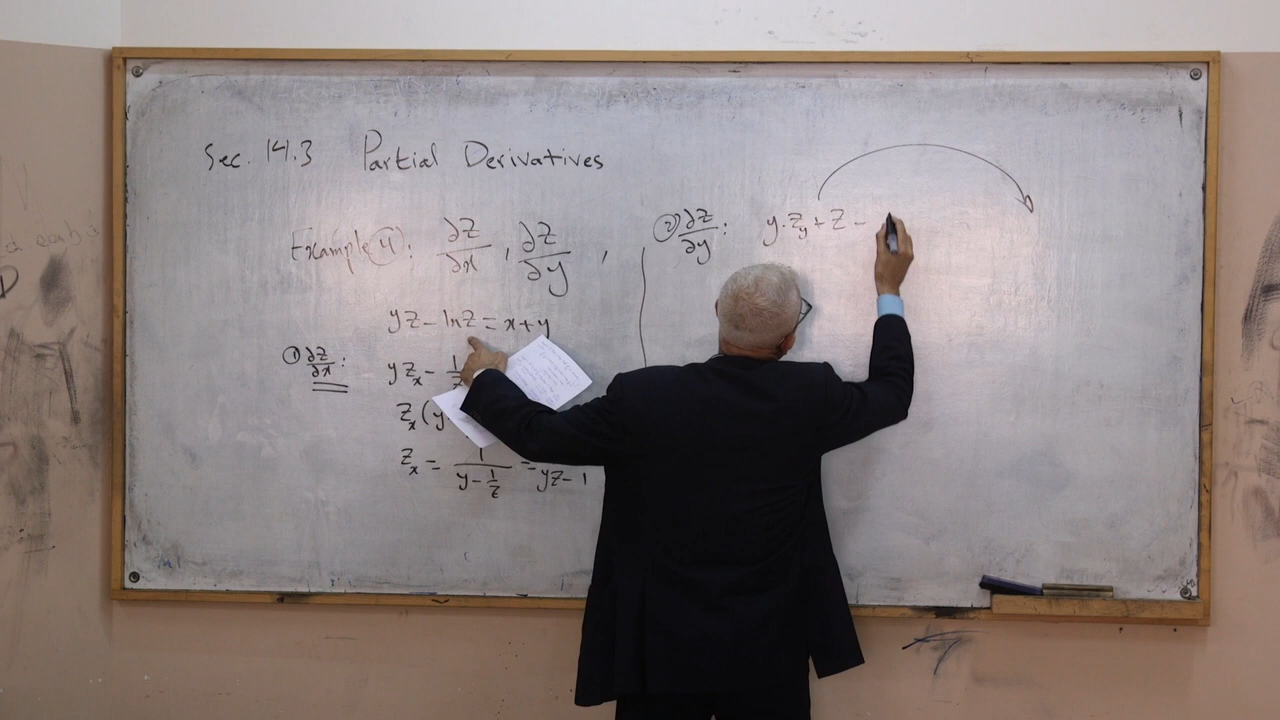 Sec. 14.3 Partial Derivatives
Example (4): ∂z/∂x , ∂z/∂y ,
yz - ln z = x + y
① ∂z/∂x :
y z_x - 1/z
z_x (y
z_x = 1/(y - 1/z) = yz - 1
② ∂z/∂y : y.z_y + z -